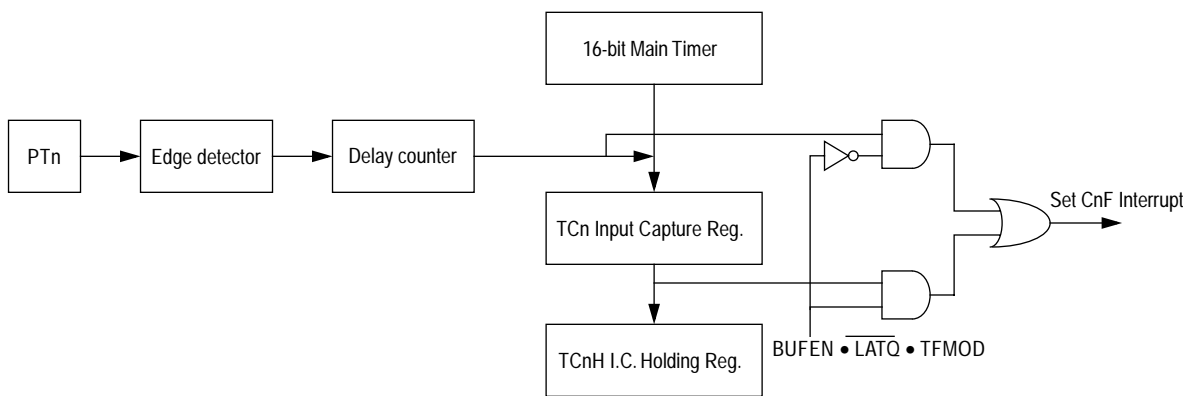 16-bit Main Timer
PTn
Edge detector
Delay counter
Set CnF Interrupt
TCn Input Capture Reg.
TCnH I.C. Holding Reg.
BUFEN • L̅A̅T̅Q̅ • TFMOD